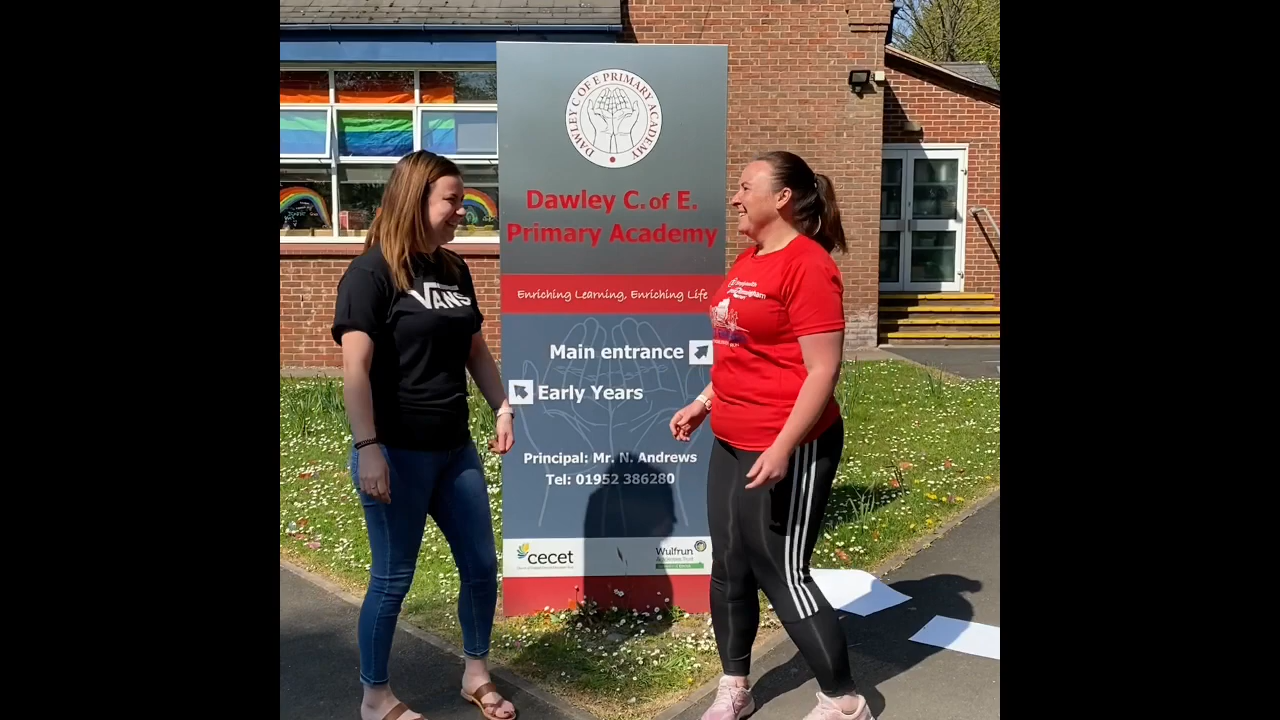 DAWLEY C OF E PRIMARY ACADEMY
Dawley C. of E.
Primary Academy
Enriching Learning, Enriching Life
Main entrance
Early Years
Principal: Mr. N. Andrews
Tel: 01952 386280
cecet
Wulfrun
VANS